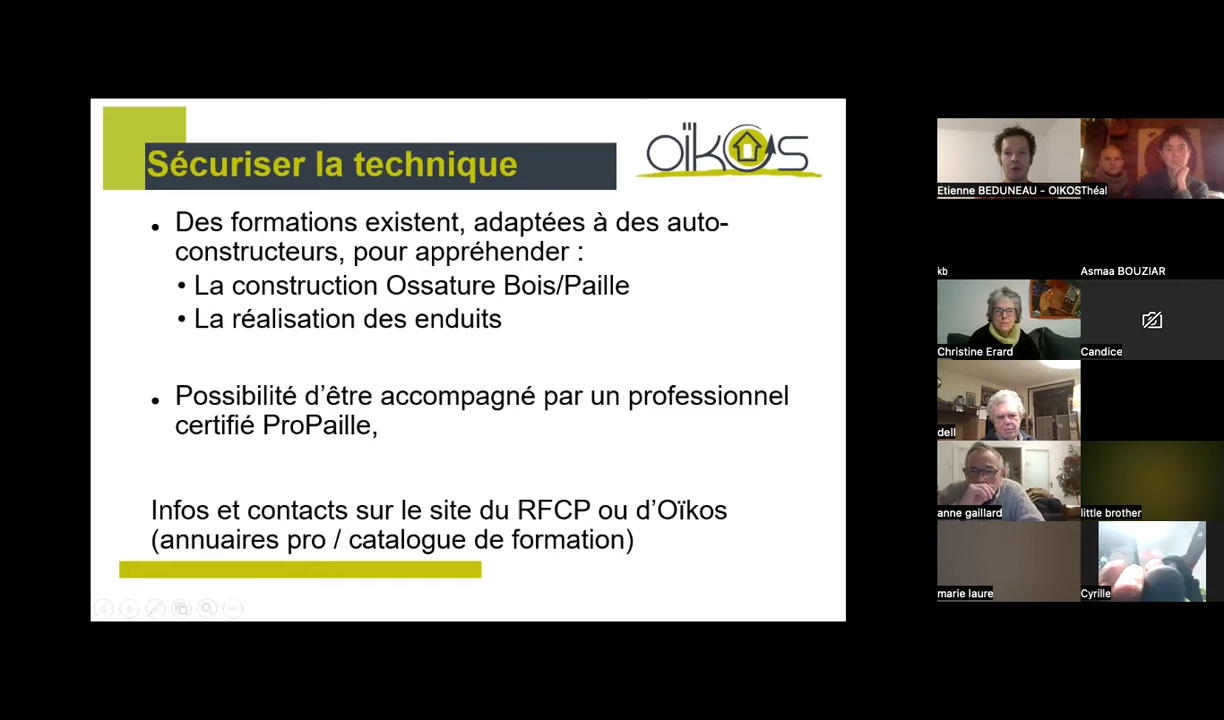 Sécuriser la technique
oïkos
• Des formations existent, adaptées à des auto-
constructeurs, pour appréhender :
• La construction Ossature Bois/Paille
• La réalisation des enduits
• Possibilité d'être accompagné par un professionnel
certifié ProPaille,
Infos et contacts sur le site du RFCP ou d'Oïkos
(annuaires pro / catalogue de formation)
Etienne BEDUNEAU - OIKOS
Théal
kb
Asmaa BOUZIAR
Christine Erard
Candice
dell
anne gaillard
little brother
marie laure
Cyrille